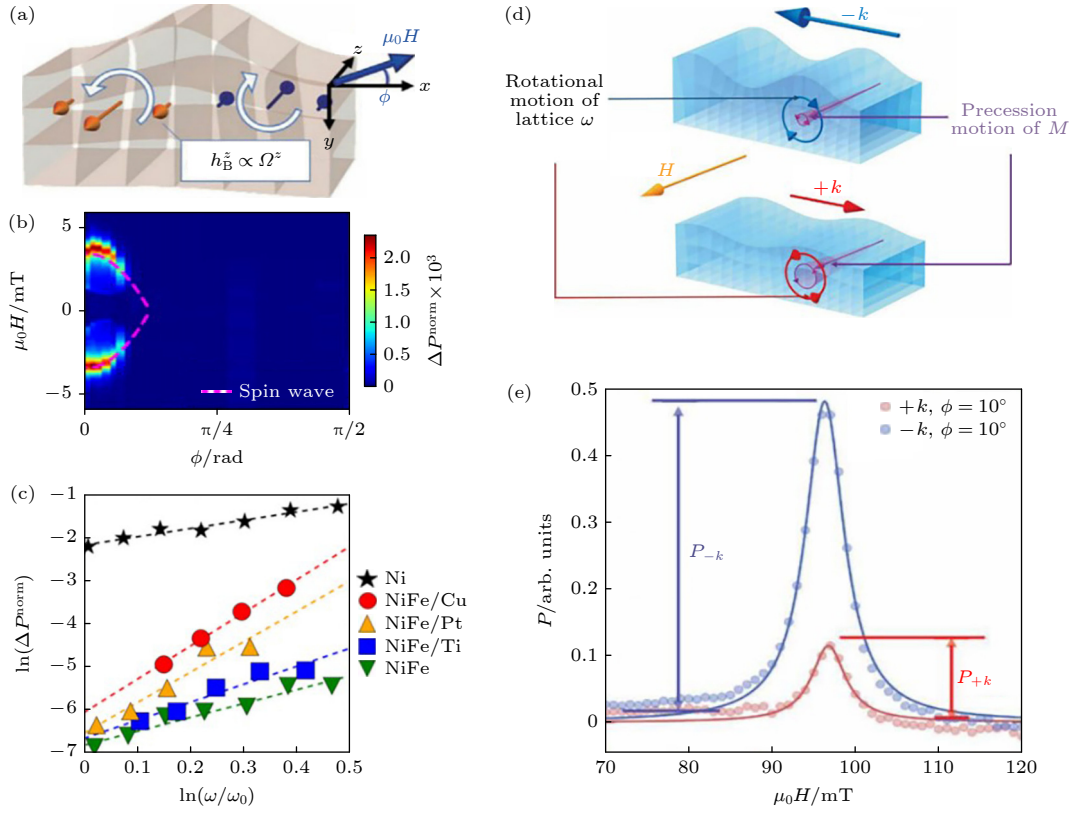 (a)
μ₀H
z
x
ϕ
y
h_B^z ∝ Ω^z
(b)
5
0
−5
μ₀H/mT
Spin wave
0
π/4
π/2
ϕ/rad
2.0
1.5
1.0
0.5
0
ΔP^norm × 10³
(c)
−1
−2
−3
−4
−5
−6
−7
ln(ΔP^norm)
0
0.1
0.2
0.3
0.4
0.5
ln(ω/ω₀)
Ni
NiFe/Cu
NiFe/Pt
NiFe/Ti
NiFe
(d)
−k
Rotational
motion of
lattice ω
Precession
motion of M
H
+k
(e)
0.5
0.4
0.3
0.2
0.1
0
P/arb. units
+k, ϕ = 10°
−k, ϕ = 10°
P₋ₖ
P₊ₖ
70
80
90
100
110
120
μ₀H/mT